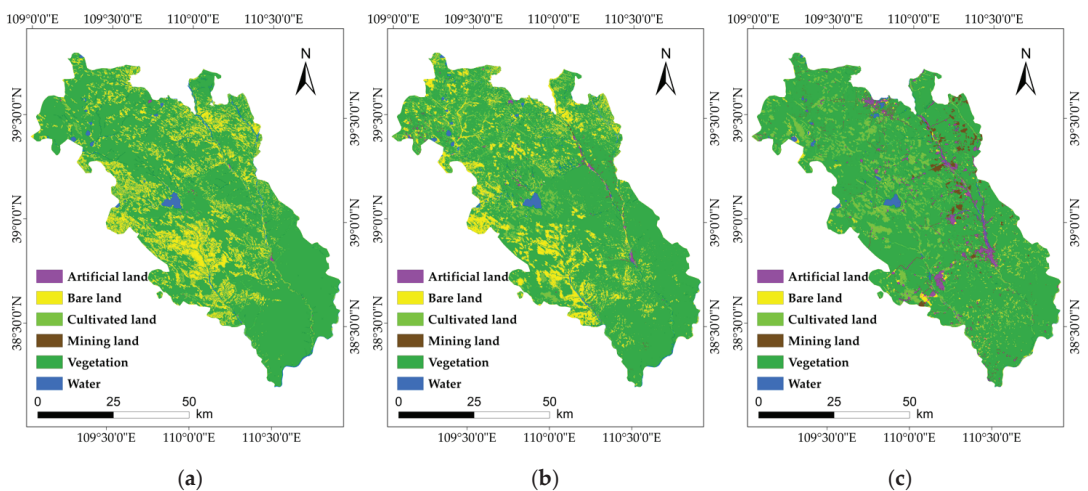 109°0'0"E 109°30'0"E 110°0'0"E 110°30'0"E
N
39°30'0"N
39°0'0"N
38°30'0"N
Artificial land
Bare land
Cultivated land
Mining land
Vegetation
Water
0 25 50
km
109°30'0"E 110°0'0"E 110°30'0"E
(a)
109°0'0"E 109°30'0"E 110°0'0"E 110°30'0"E
N
39°30'0"N
39°0'0"N
38°30'0"N
Artificial land
Bare land
Cultivated land
Mining land
Vegetation
Water
0 25 50
km
109°30'0"E 110°0'0"E 110°30'0"E
(b)
109°0'0"E 109°30'0"E 110°0'0"E 110°30'0"E
N
39°30'0"N
39°0'0"N
38°30'0"N
Artificial land
Bare land
Cultivated land
Mining land
Vegetation
Water
0 25 50
km
109°30'0"E 110°0'0"E 110°30'0"E
(c)